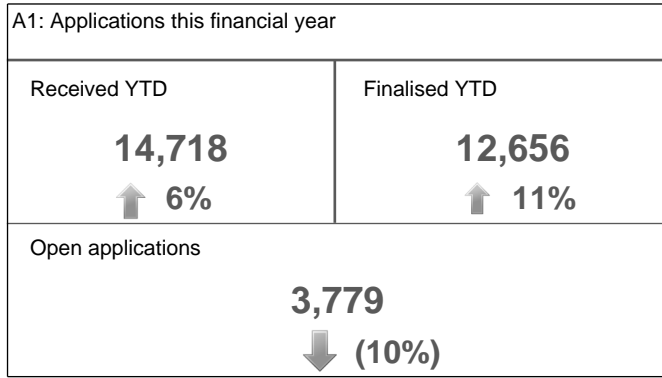 A1: Applications this financial year
Received YTD
14,718
6%
Finalised YTD
12,656
11%
Open applications
3,779
(10%)